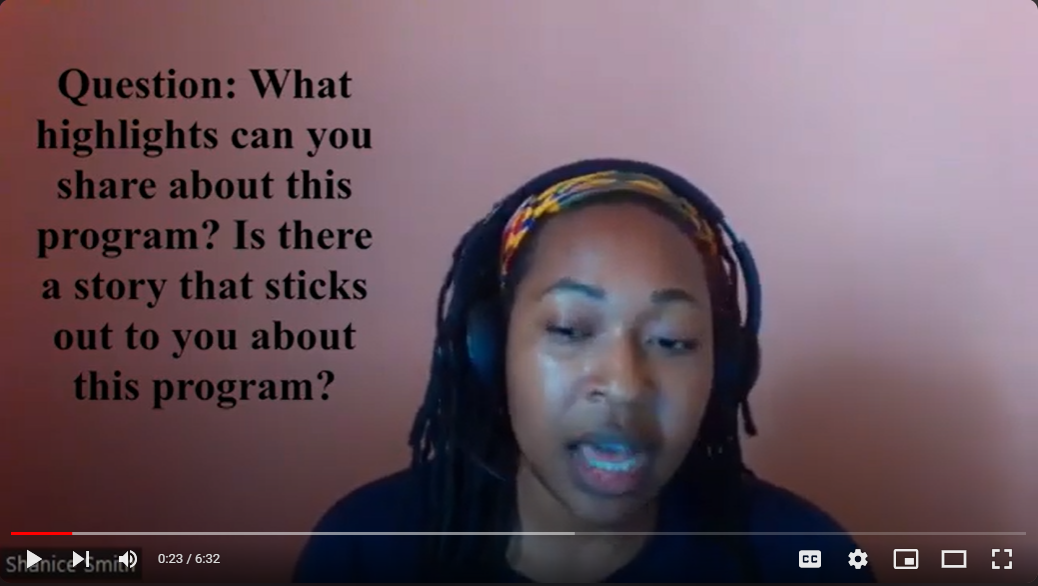 Question: What
highlights can you
share about this
program? Is there
a story that sticks
out to you about
this program?
Shanice Smith
0:23 / 6:32
CC